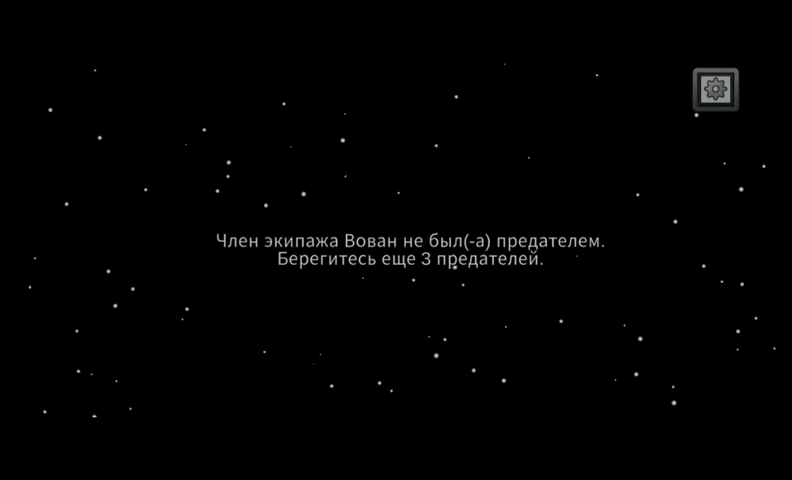 Член экипажа Вован не был(-а) предателем.
Берегитесь еще 3 предателей.